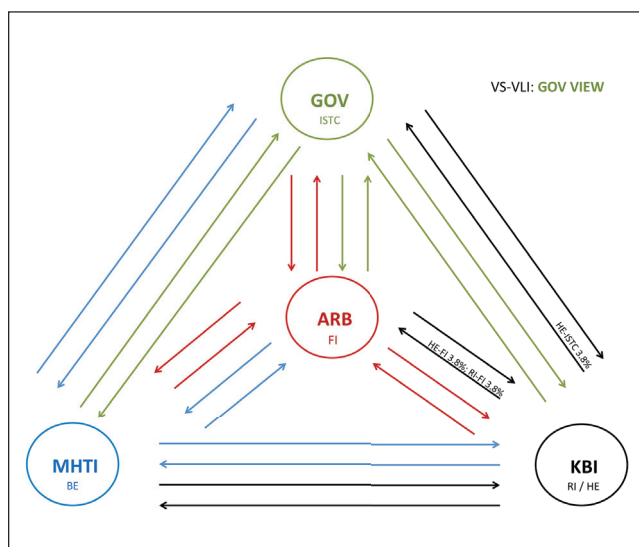 VS-VLI: GOV VIEW
GOV
ISTC
HE-ISTC 3.8%
ARB
FI
HE-FI 3.8%; RI-FI 3.8%
MHTI
BE
KBI
RI / HE